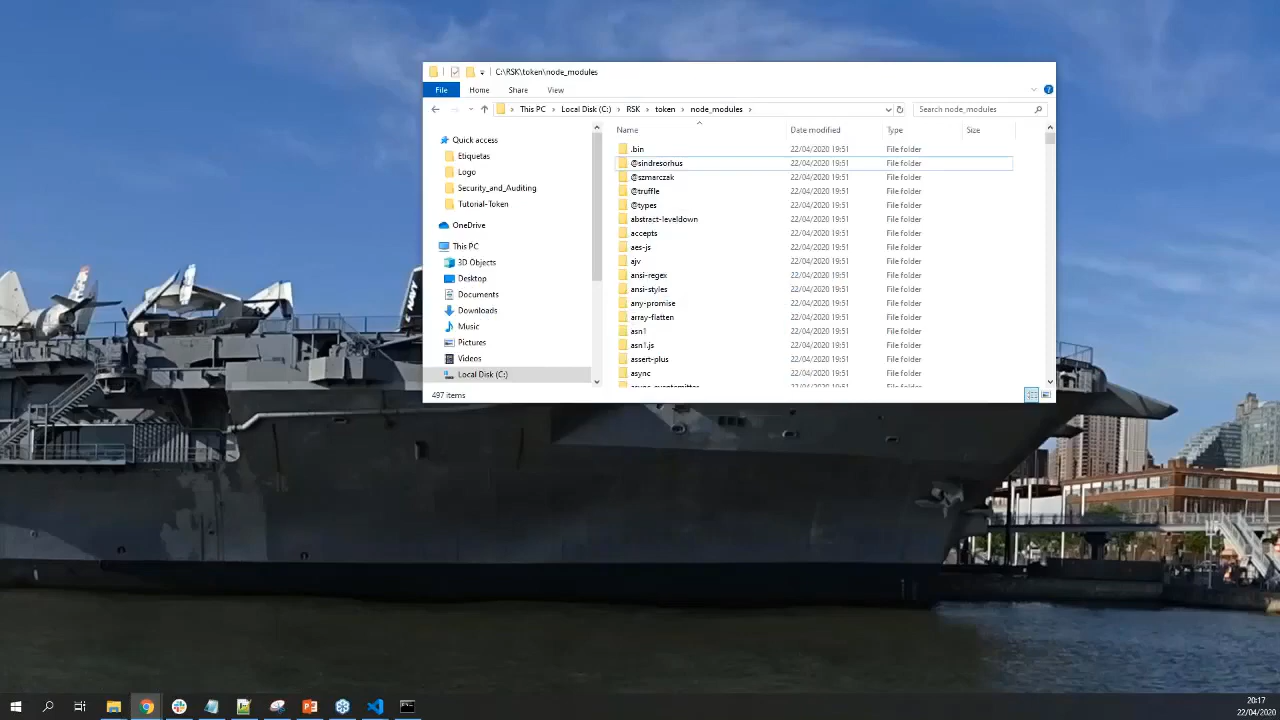 C:\RSK\token\node_modules
File Home Share View
This PC Local Disk (C:) RSK token node_modules
Search node_modules
Name Date modified Type Size
Quick access
Etiquetas
Logo
Security_and_Auditing
Tutorial-Token
OneDrive
This PC
3D Objects
Desktop
Documents
Downloads
Music
Pictures
Videos
Local Disk (C:)
.bin 22/04/2020 19:51 File folder
@sindresorhus 22/04/2020 19:51 File folder
@szmarczak 22/04/2020 19:51 File folder
@truffle 22/04/2020 19:51 File folder
@types 22/04/2020 19:51 File folder
abstract-leveldown 22/04/2020 19:51 File folder
accepts 22/04/2020 19:51 File folder
aes-js 22/04/2020 19:51 File folder
ajv 22/04/2020 19:51 File folder
ansi-regex 22/04/2020 19:51 File folder
ansi-styles 22/04/2020 19:51 File folder
any-promise 22/04/2020 19:51 File folder
array-flatten 22/04/2020 19:51 File folder
asn1 22/04/2020 19:51 File folder
asn1.js 22/04/2020 19:51 File folder
assert-plus 22/04/2020 19:51 File folder
async 22/04/2020 19:51 File folder
497 items
NAVY
20:17
22/04/2020